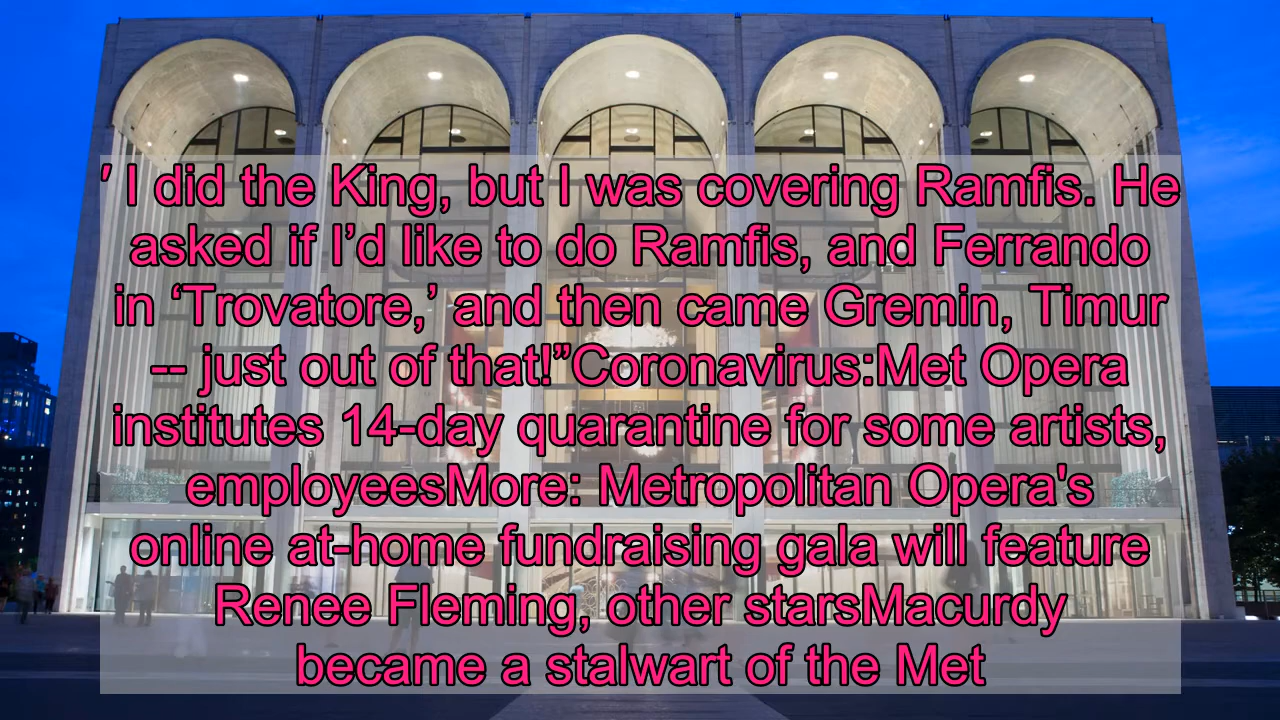 ′ I did the King, but I was covering Ramfis. He
asked if I’d like to do Ramfis, and Ferrando
in ‘Trovatore,’ and then came Gremin, Timur
-- just out of that!”Coronavirus:Met Opera
institutes 14-day quarantine for some artists,
employeesMore: Metropolitan Opera's
online at-home fundraising gala will feature
Renee Fleming, other starsMacurdy
became a stalwart of the Met